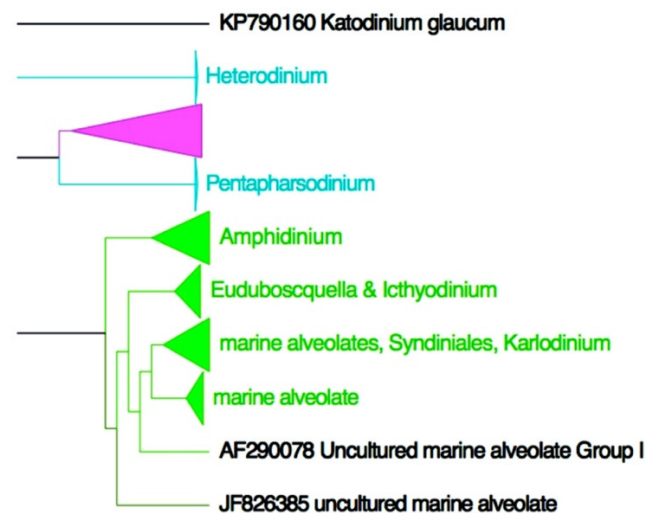 KP790160 Katodinium glaucum
Heterodinium
Pentapharsodinium
Amphidinium
Euduboscquella & Icthyodinium
marine alveolates, Syndiniales, Karlodinium
marine alveolate
AF290078 Uncultured marine alveolate Group I
JF826385 uncultured marine alveolate